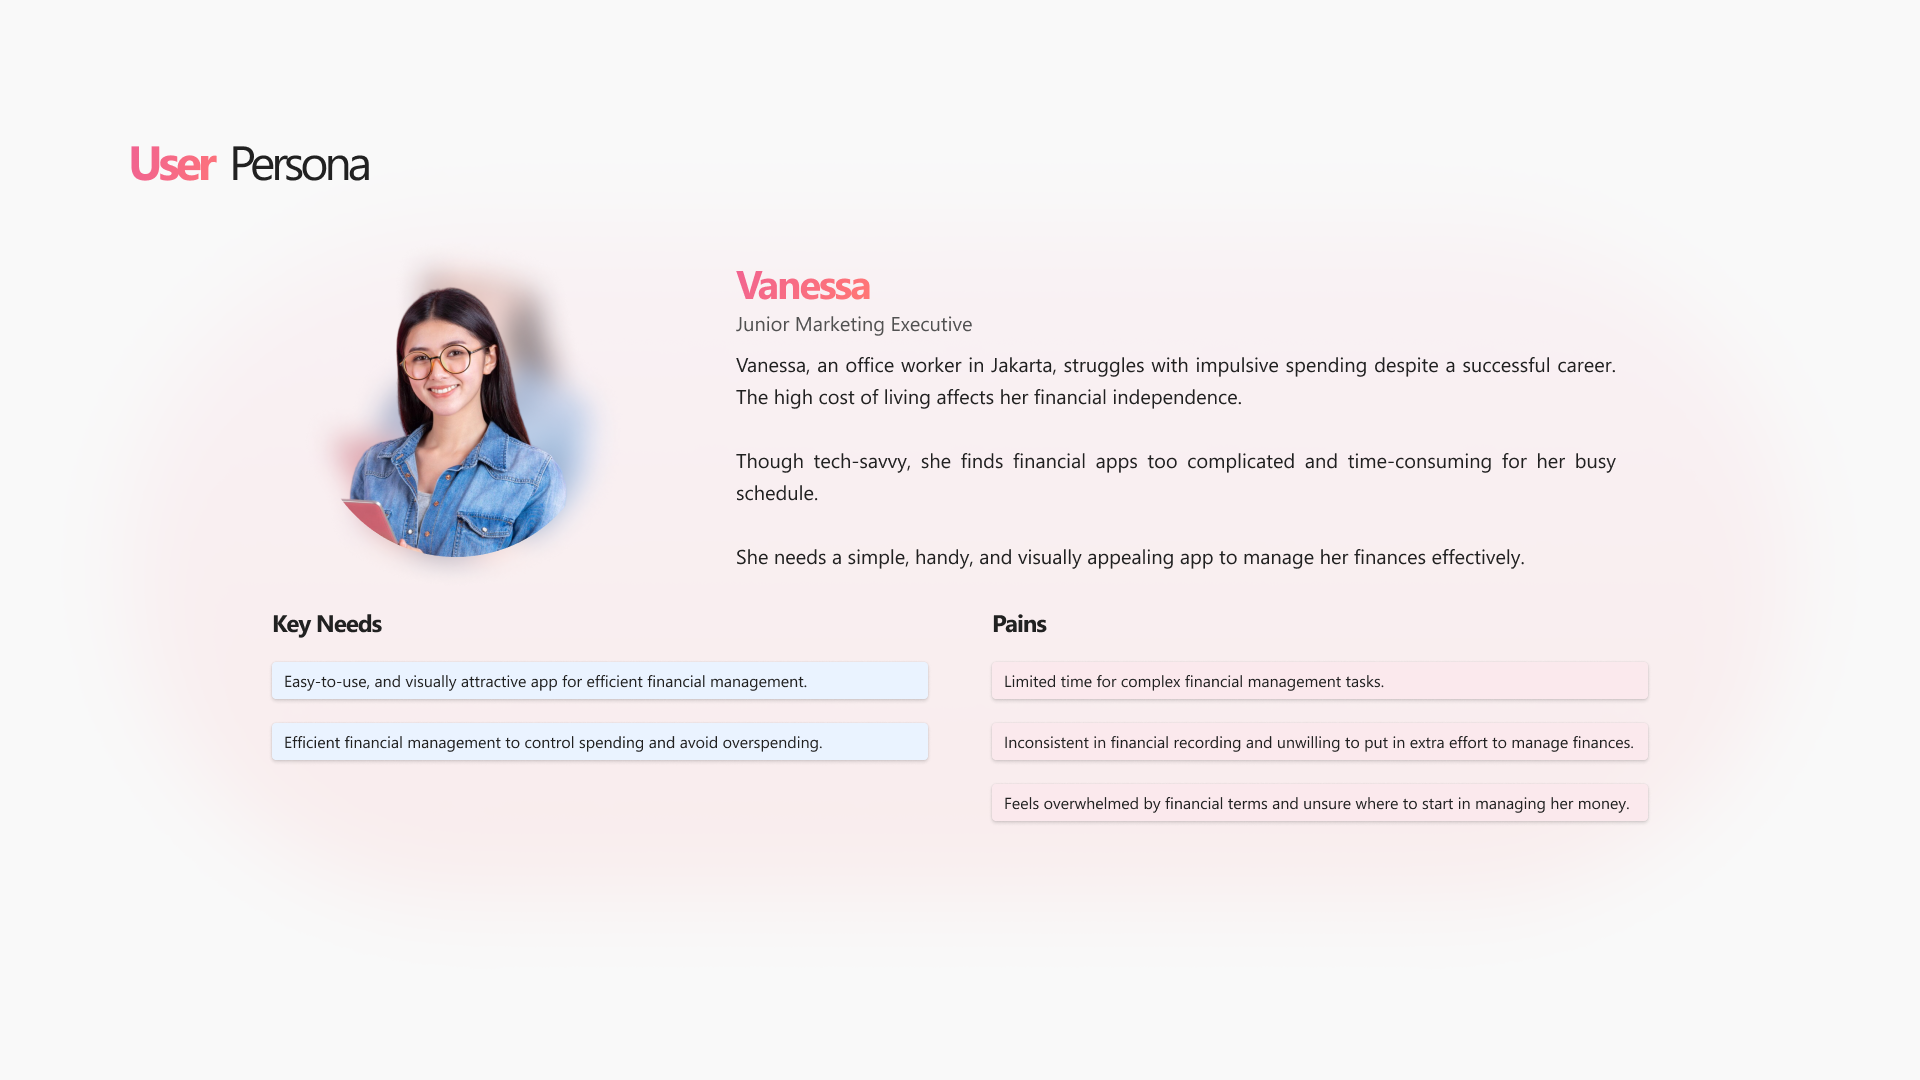 User Persona
Vanessa
Junior Marketing Executive
Vanessa, an office worker in Jakarta, struggles with impulsive spending despite a successful career.
The high cost of living affects her financial independence.
Though tech-savvy, she finds financial apps too complicated and time-consuming for her busy
schedule.
She needs a simple, handy, and visually appealing app to manage her finances effectively.
Key Needs
Easy-to-use, and visually attractive app for efficient financial management.
Efficient financial management to control spending and avoid overspending.
Pains
Limited time for complex financial management tasks.
Inconsistent in financial recording and unwilling to put in extra effort to manage finances.
Feels overwhelmed by financial terms and unsure where to start in managing her money.